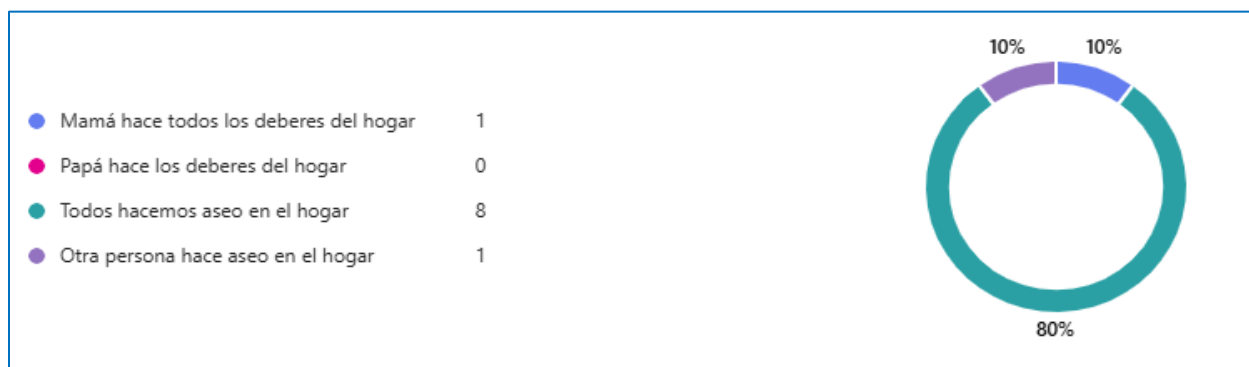 10% 10%
Mamá hace todos los deberes del hogar 1
Papá hace los deberes del hogar 0
Todos hacemos aseo en el hogar 8
Otra persona hace aseo en el hogar 1
80%